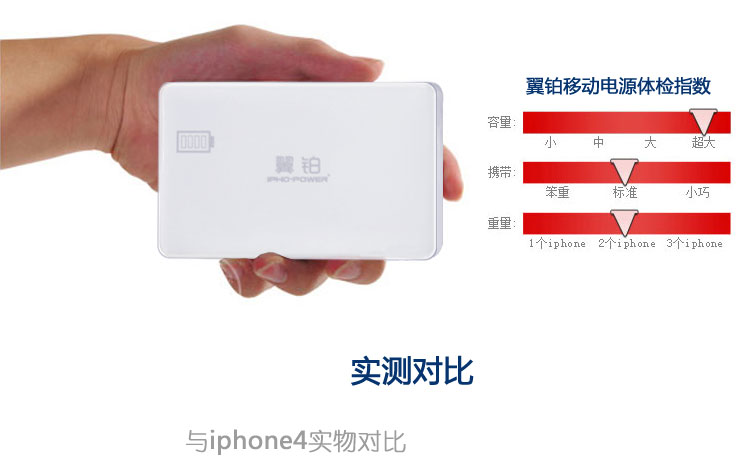 翼铂
IPHO-POWER
翼铂移动电源体检指数
容量:
小 中 大 超大
携带:
笨重 标准 小巧
重量:
1个iphone 2个iphone 3个iphone
实测对比
与iphone4实物对比